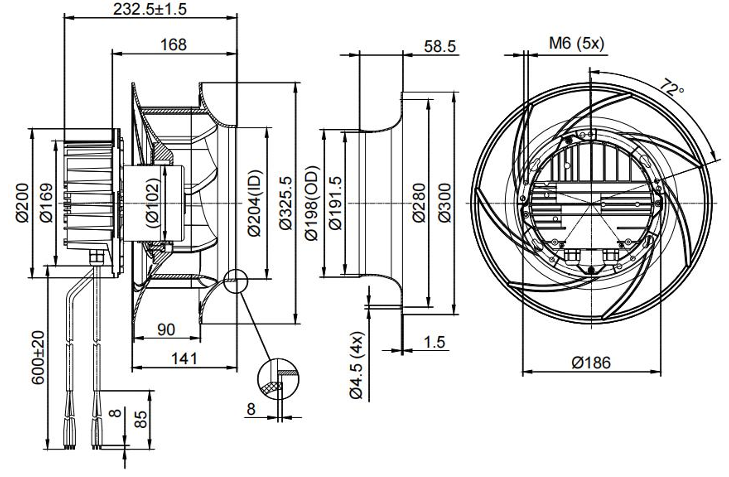 232.5±1.5
168
58.5
M6 (5x)
72°
Ø200
Ø169
(Ø102)
Ø204(ID)
Ø325.5
Ø198(OD)
Ø191.5
Ø280
Ø300
90
141
600±20
8
85
8
Ø4.5 (4x)
1.5
Ø186